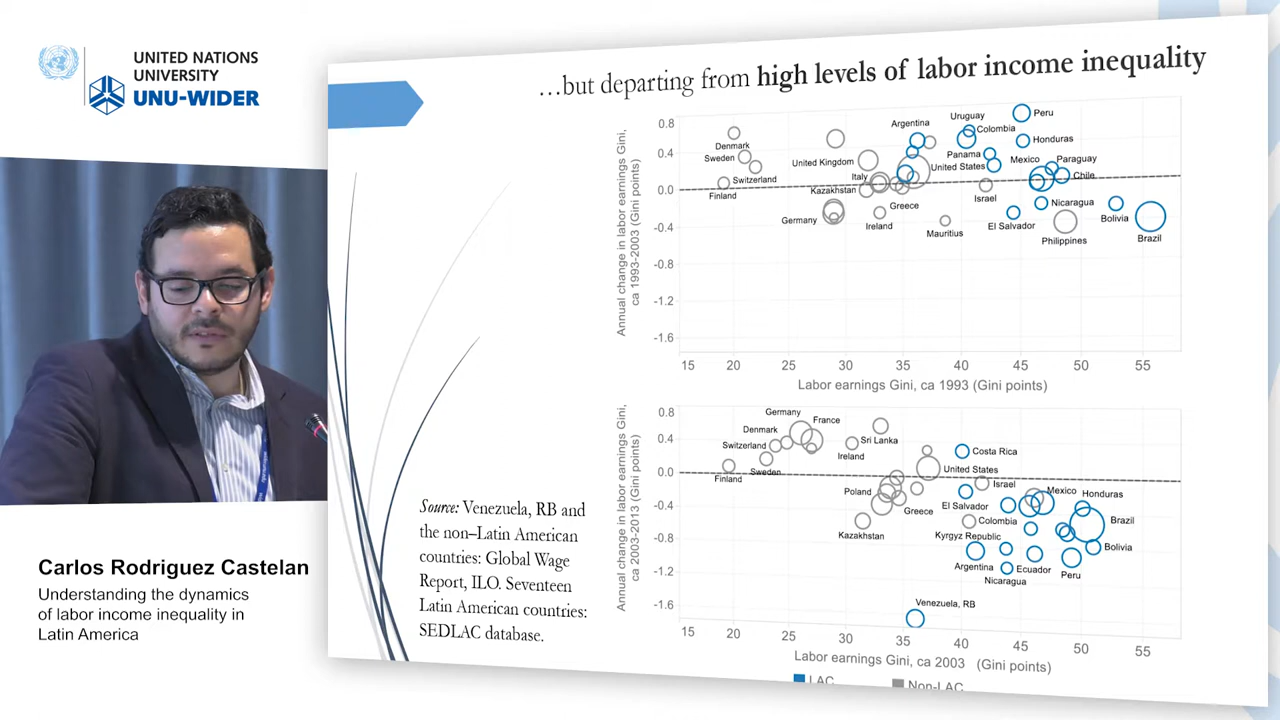 UNITED NATIONS
UNIVERSITY
UNU-WIDER
…but departing from high levels of labor income inequality
Annual change in labor earnings Gini,
ca 1993-2003 (Gini points)
0.8
0.4
0.0
-0.4
-0.8
-1.2
-1.6
Denmark
Sweden
Switzerland
Finland
United Kingdom
Italy
Kazakhstan
Germany
Ireland
Greece
Argentina
Uruguay
Colombia
Panama
United States
Israel
Mauritius
Peru
Honduras
Mexico
Paraguay
Chile
Nicaragua
El Salvador
Philippines
Bolivia
Brazil
15 20 25 30 35 40 45 50 55
Labor earnings Gini, ca 1993 (Gini points)
Annual change in labor earnings Gini,
ca 2003-2013 (Gini points)
0.8
0.4
0.0
-0.4
-0.8
-1.2
-1.6
Germany
France
Denmark
Switzerland
Sweden
Finland
Sri Lanka
Ireland
Costa Rica
United States
Israel
Poland
Greece
Kazakhstan
El Salvador
Mexico
Honduras
Colombia
Brazil
Kyrgyz Republic
Bolivia
Argentina
Ecuador
Nicaragua
Peru
Venezuela, RB
15 20 25 30 35 40 45 50 55
Labor earnings Gini, ca 2003 (Gini points)
LAC Non-LAC
Source: Venezuela, RB and
the non–Latin American
countries: Global Wage
Report, ILO. Seventeen
Latin American countries:
SEDLAC database.
Carlos Rodriguez Castelan
Understanding the dynamics
of labor income inequality in
Latin America